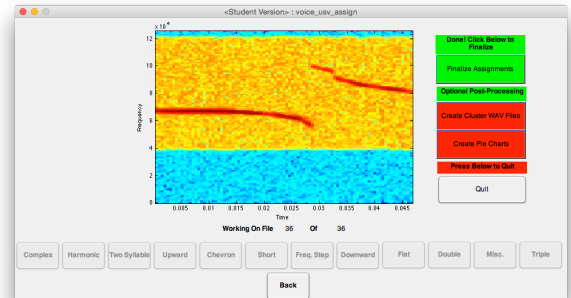 <Student Version> : voice_usv_assign
x 10⁴
12
10
8
6
4
2
0
Frequency
0.005 0.01 0.015 0.02 0.025 0.03 0.035 0.04 0.045
Time
Working On File 36 Of 36
Done! Click Below to
Finalize
Finalize Assignments
Optional Post-Processing
Create Cluster WAV Files
Create Pie Charts
Press Below to Quit
Quit
Complex Harmonic Two Syllable Upward Chevron Short Freq. Step Downward Flat Double Misc. Triple
Back